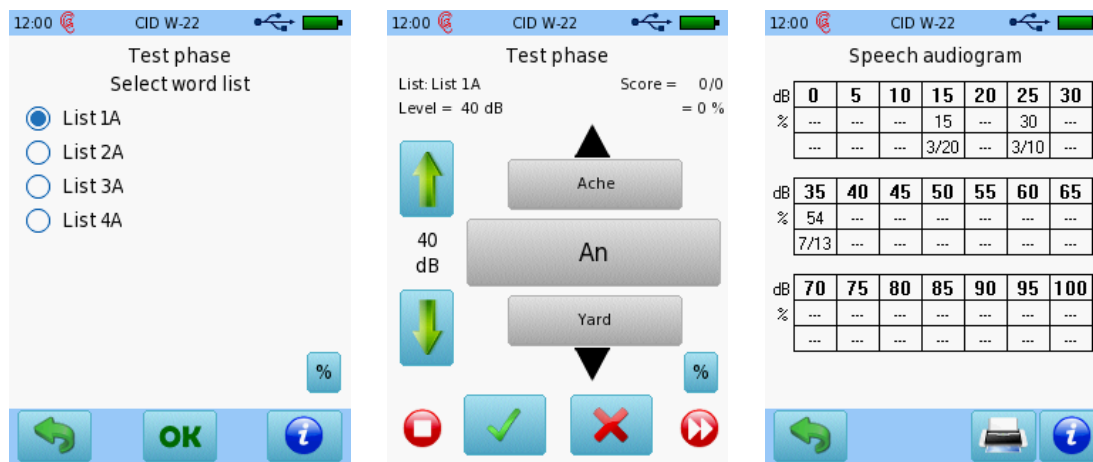 12:00 CID W-22
Test phase
Select word list
List 1A
List 2A
List 3A
List 4A
%
OK
i
12:00 CID W-22
Test phase
List: List 1A Score = 0/0
Level = 40 dB = 0 %
Ache
40
dB
An
Yard
%
12:00 CID W-22
Speech audiogram
dB 0 5 10 15 20 25 30
% --- --- --- 15 --- 30 ---
--- --- --- 3/20 --- 3/10 ---
dB 35 40 45 50 55 60 65
% 54 --- --- --- --- --- ---
7/13 --- --- --- --- --- ---
dB 70 75 80 85 90 95 100
% --- --- --- --- --- --- ---
--- --- --- --- --- --- ---
i